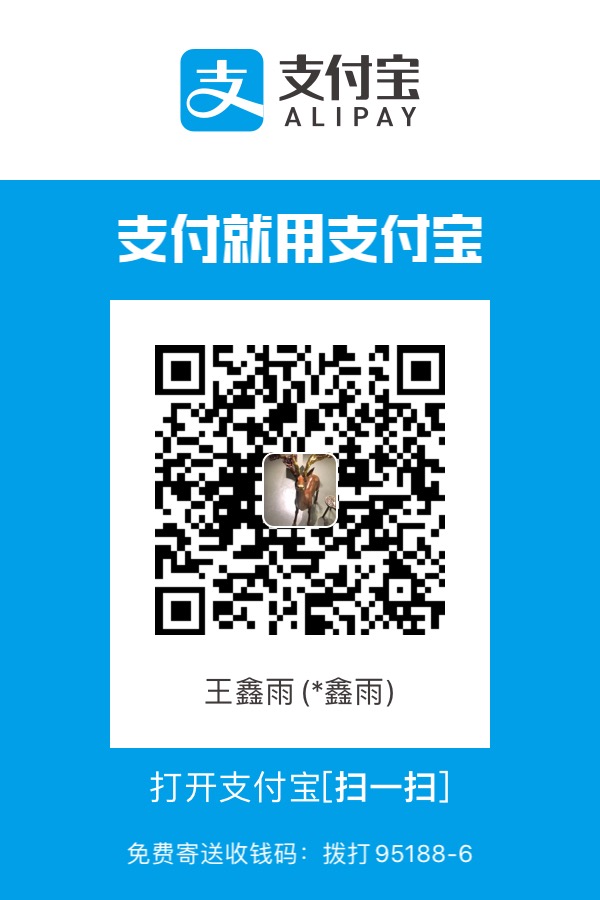 支 支付宝
ALIPAY
支付就用支付宝
王鑫雨 (*鑫雨)
打开支付宝[扫一扫]
免费寄送收钱码：拨打 95188-6